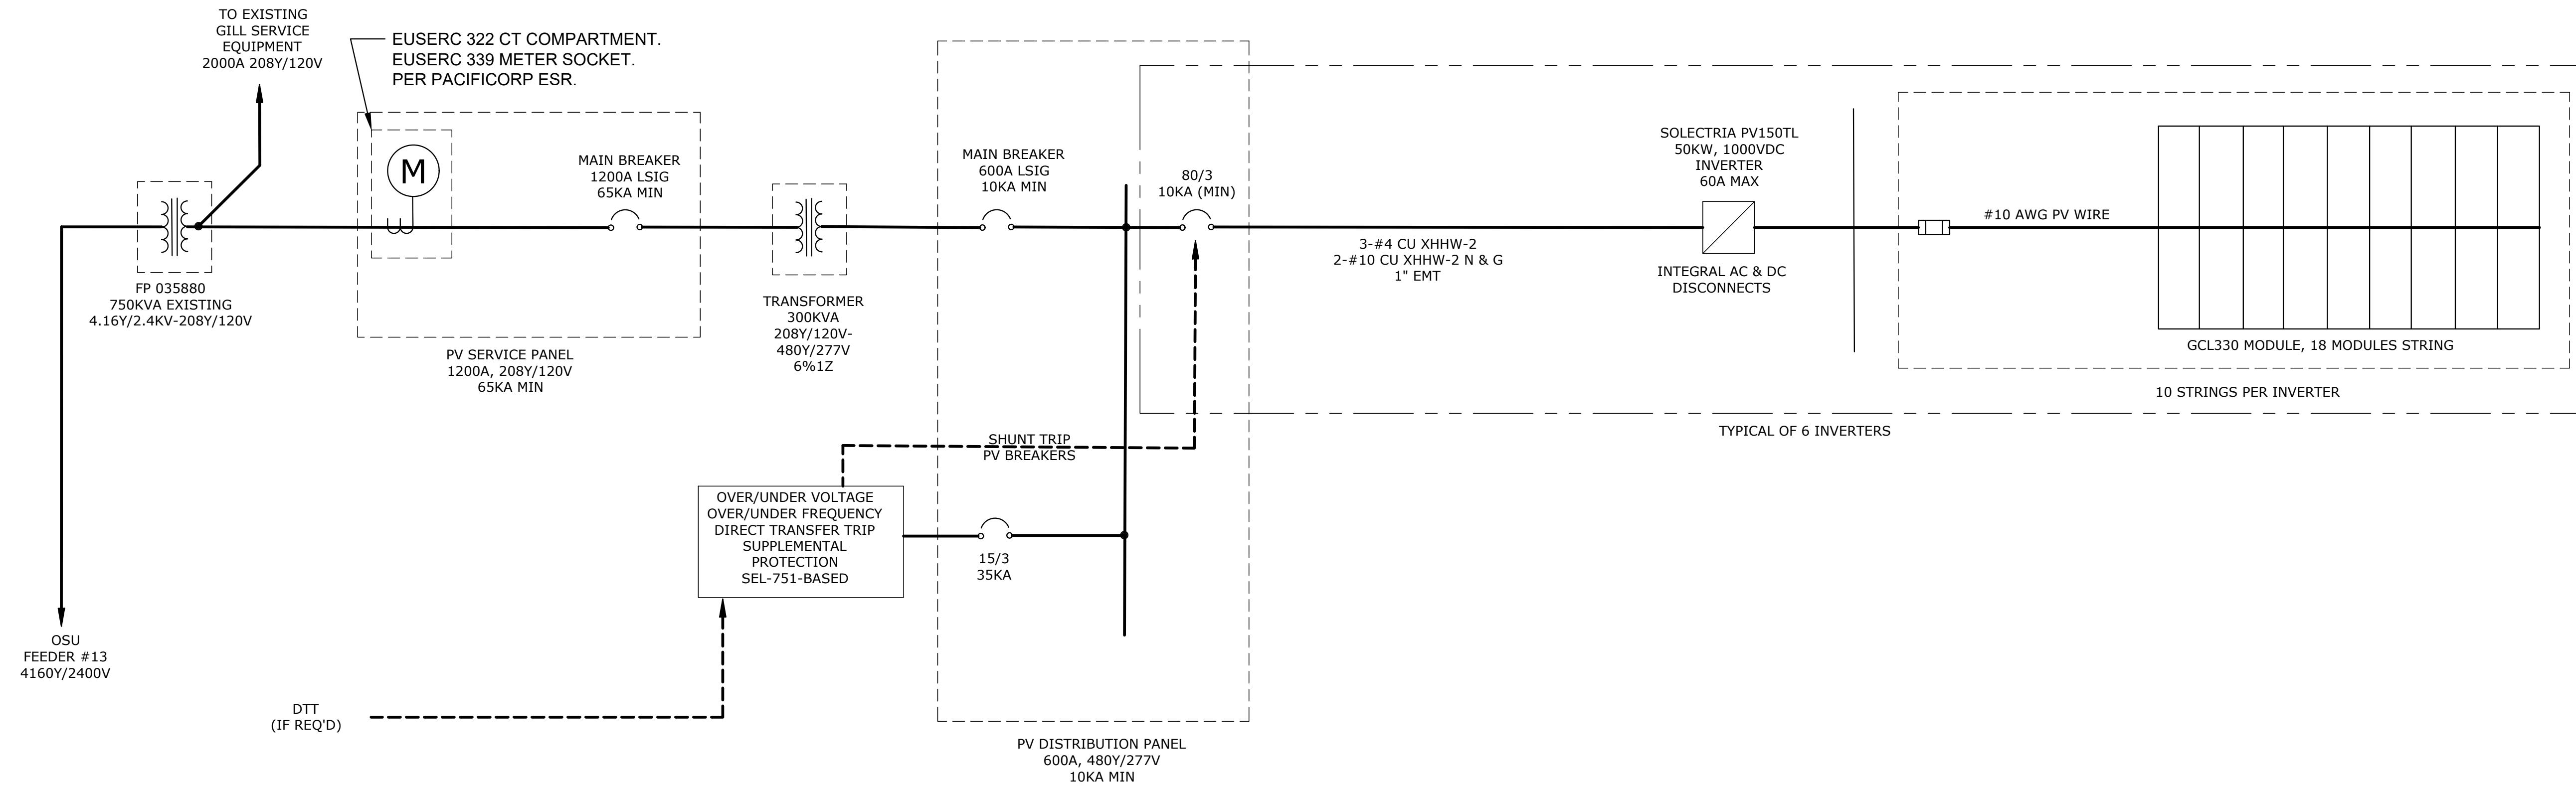 TO EXISTING
GILL SERVICE
EQUIPMENT
2000A 208Y/120V
EUSERC 322 CT COMPARTMENT.
EUSERC 339 METER SOCKET.
PER PACIFICORP ESR.
M
MAIN BREAKER
1200A LSIG
65KA MIN
FP 035880
750KVA EXISTING
4.16Y/2.4KV-208Y/120V
PV SERVICE PANEL
1200A, 208Y/120V
65KA MIN
TRANSFORMER
300KVA
208Y/120V-
480Y/277V
6%1Z
MAIN BREAKER
600A LSIG
10KA MIN
80/3
10KA (MIN)
3-#4 CU XHHW-2
2-#10 CU XHHW-2 N & G
1" EMT
SOLECTRIA PV150TL
50KW, 1000VDC
INVERTER
60A MAX
INTEGRAL AC & DC
DISCONNECTS
#10 AWG PV WIRE
GCL330 MODULE, 18 MODULES STRING
10 STRINGS PER INVERTER
TYPICAL OF 6 INVERTERS
SHUNT TRIP
PV BREAKERS
OVER/UNDER VOLTAGE
OVER/UNDER FREQUENCY
DIRECT TRANSFER TRIP
SUPPLEMENTAL
PROTECTION
SEL-751-BASED
15/3
35KA
OSU
FEEDER #13
4160Y/2400V
DTT
(IF REQ'D)
PV DISTRIBUTION PANEL
600A, 480Y/277V
10KA MIN